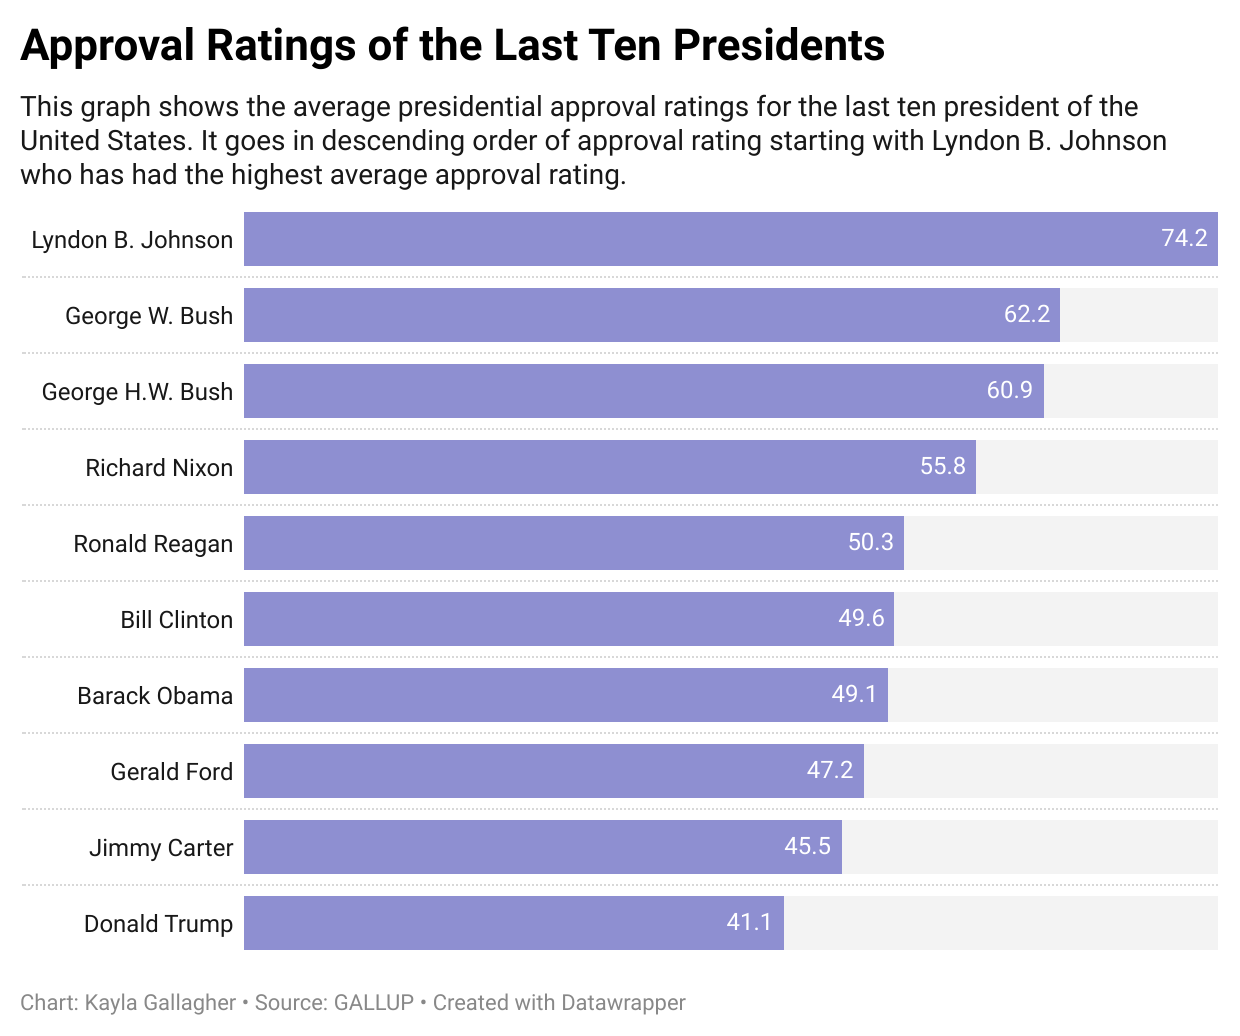 Approval Ratings of the Last Ten Presidents
This graph shows the average presidential approval ratings for the last ten president of the
United States. It goes in descending order of approval rating starting with Lyndon B. Johnson
who has had the highest average approval rating.
Lyndon B. Johnson 74.2
George W. Bush 62.2
George H.W. Bush 60.9
Richard Nixon 55.8
Ronald Reagan 50.3
Bill Clinton 49.6
Barack Obama 49.1
Gerald Ford 47.2
Jimmy Carter 45.5
Donald Trump 41.1
Chart: Kayla Gallagher • Source: GALLUP • Created with Datawrapper